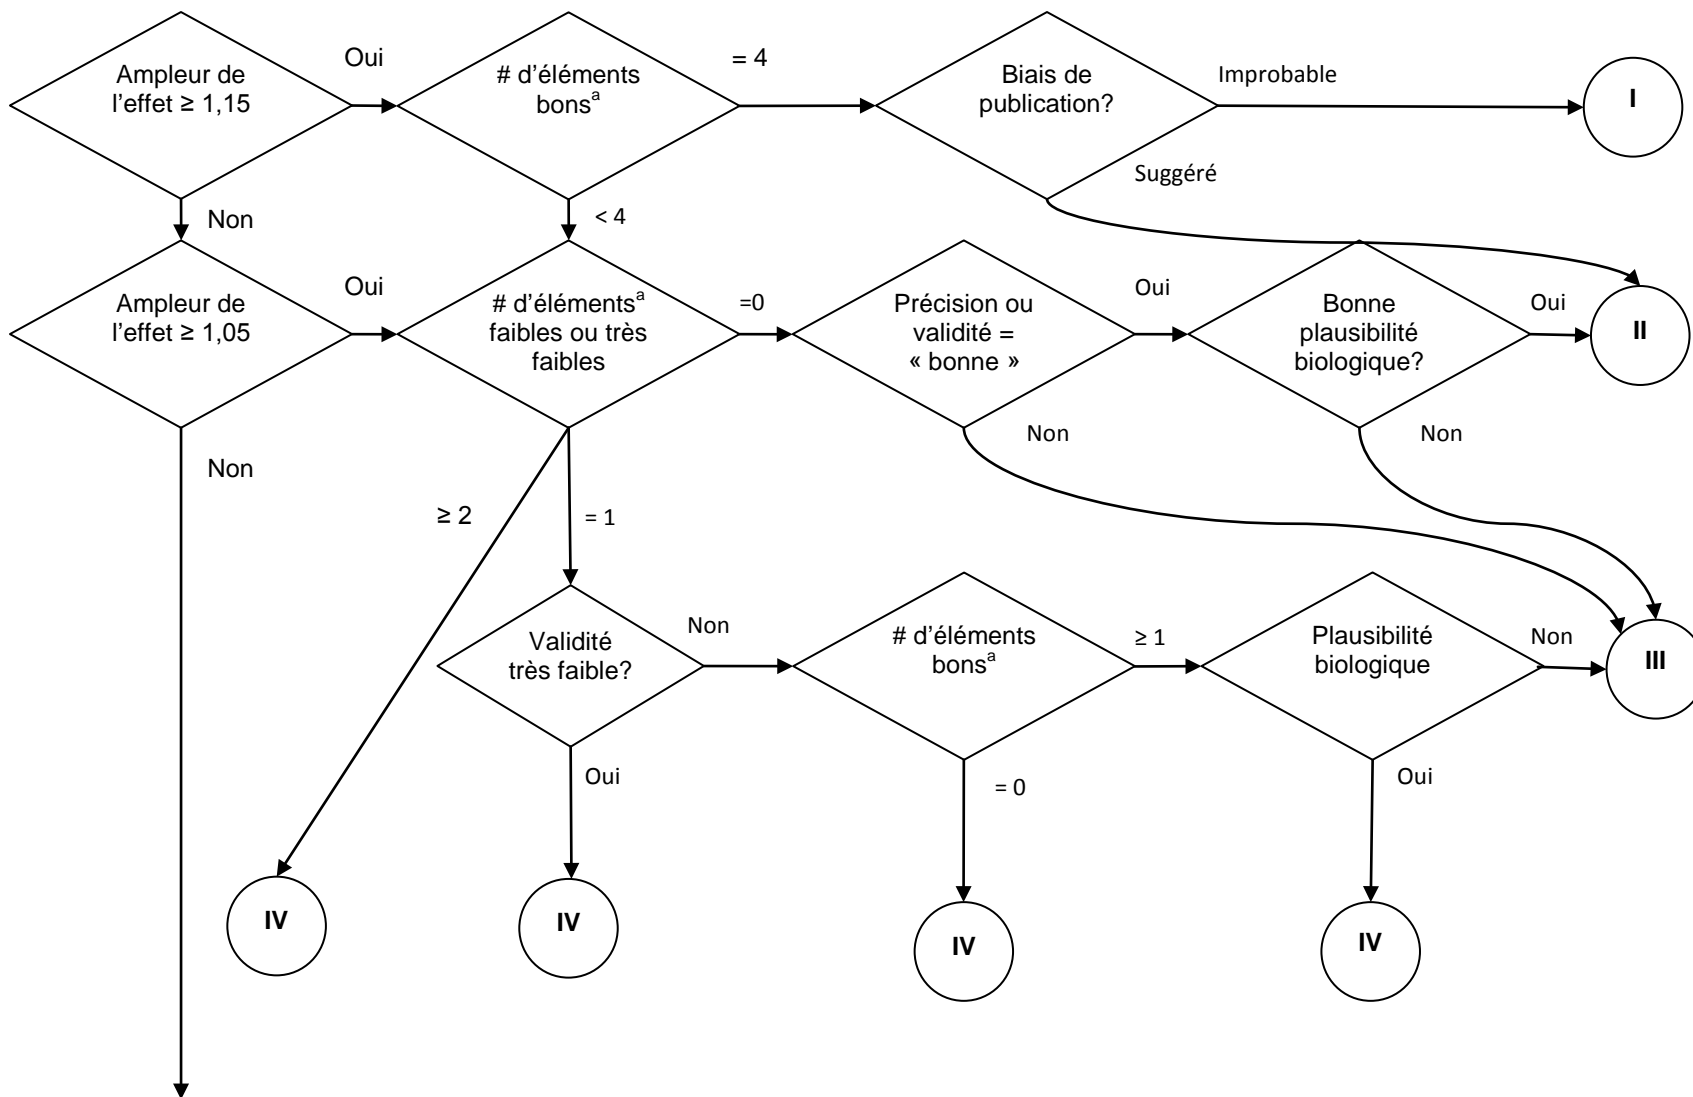 Ampleur de
l'effet ≥ 1,15
Oui
# d'éléments
bonsᵃ
= 4
Biais de
publication?
Improbable
I
Suggéré
Non
< 4
Ampleur de
l'effet ≥ 1,05
Oui
# d'élémentsᵃ
faibles ou très
faibles
=0
Précision ou
validité =
« bonne »
Oui
Bonne
plausibilité
biologique?
Oui
II
Non
Non
Non
≥ 2
= 1
Validité
très faible?
Non
# d'éléments
bonsᵃ
≥ 1
Plausibilité
biologique
Non
III
Oui
= 0
Oui
IV
IV
IV
IV